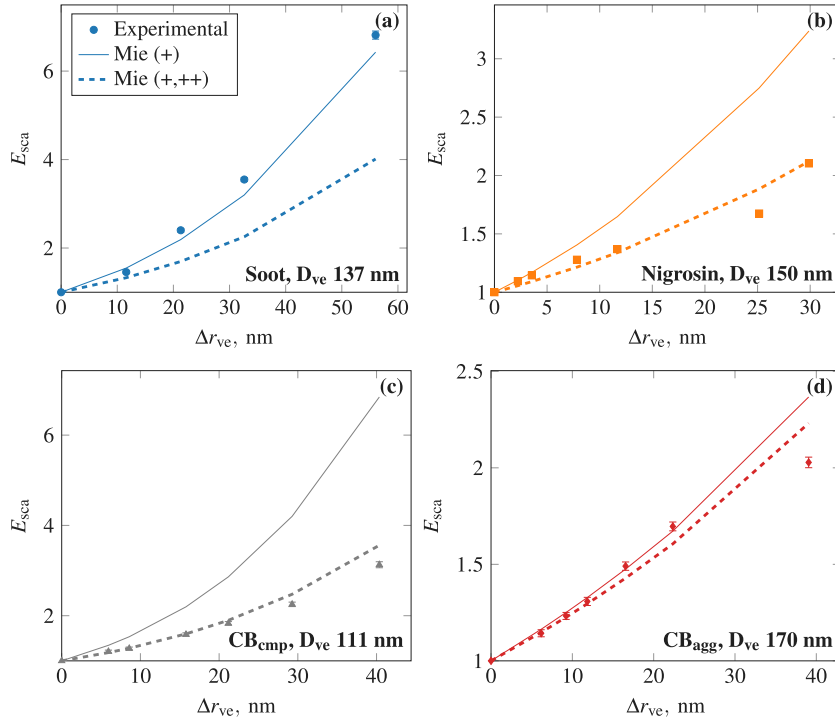 (a)
Experimental
Mie (+)
Mie (+,++)
6
4
2
E_sca
0 10 20 30 40 50 60
Δr_ve, nm
Soot, D_ve 137 nm
(b)
3
2.5
2
1.5
1
E_sca
0 5 10 15 20 25 30
Δr_ve, nm
Nigrosin, D_ve 150 nm
(c)
6
4
2
E_sca
0 10 20 30 40
Δr_ve, nm
CB_cmp, D_ve 111 nm
(d)
2.5
2
1.5
1
E_sca
0 10 20 30 40
Δr_ve, nm
CB_agg, D_ve 170 nm